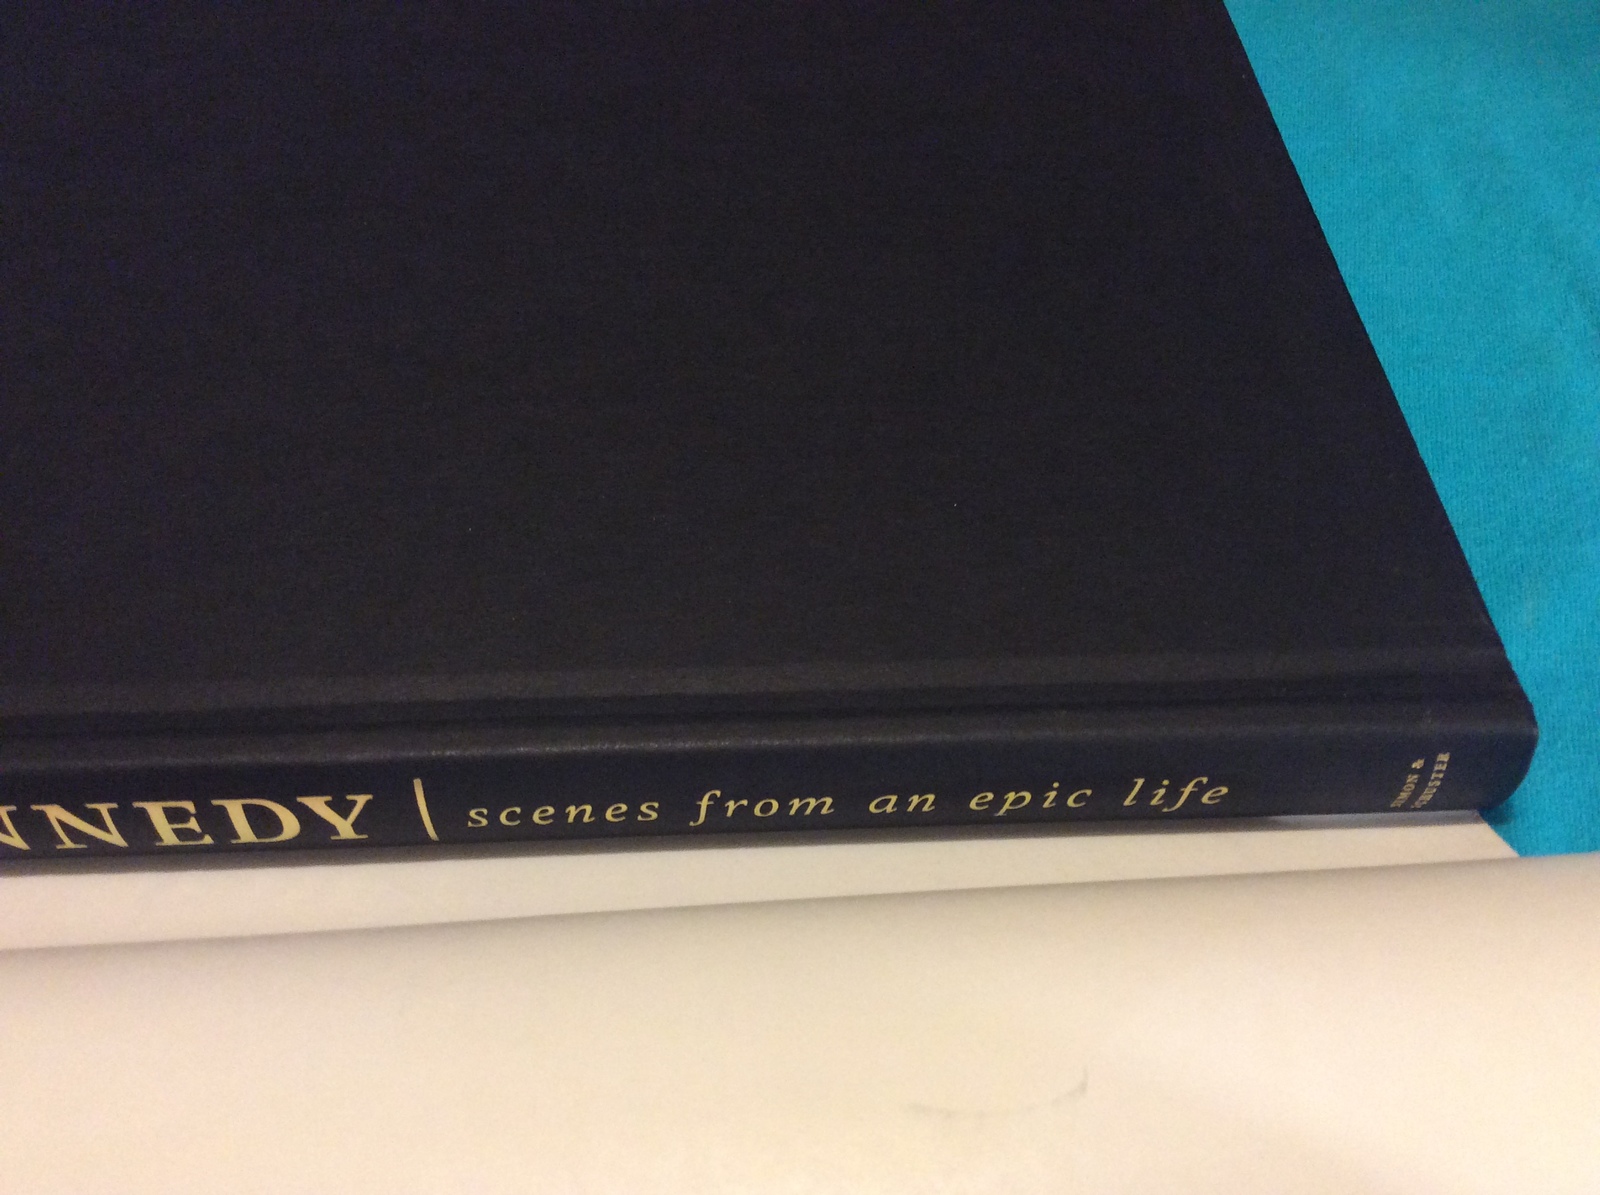 NNEDY | scenes from an epic life
SIMON &
SCHUSTER